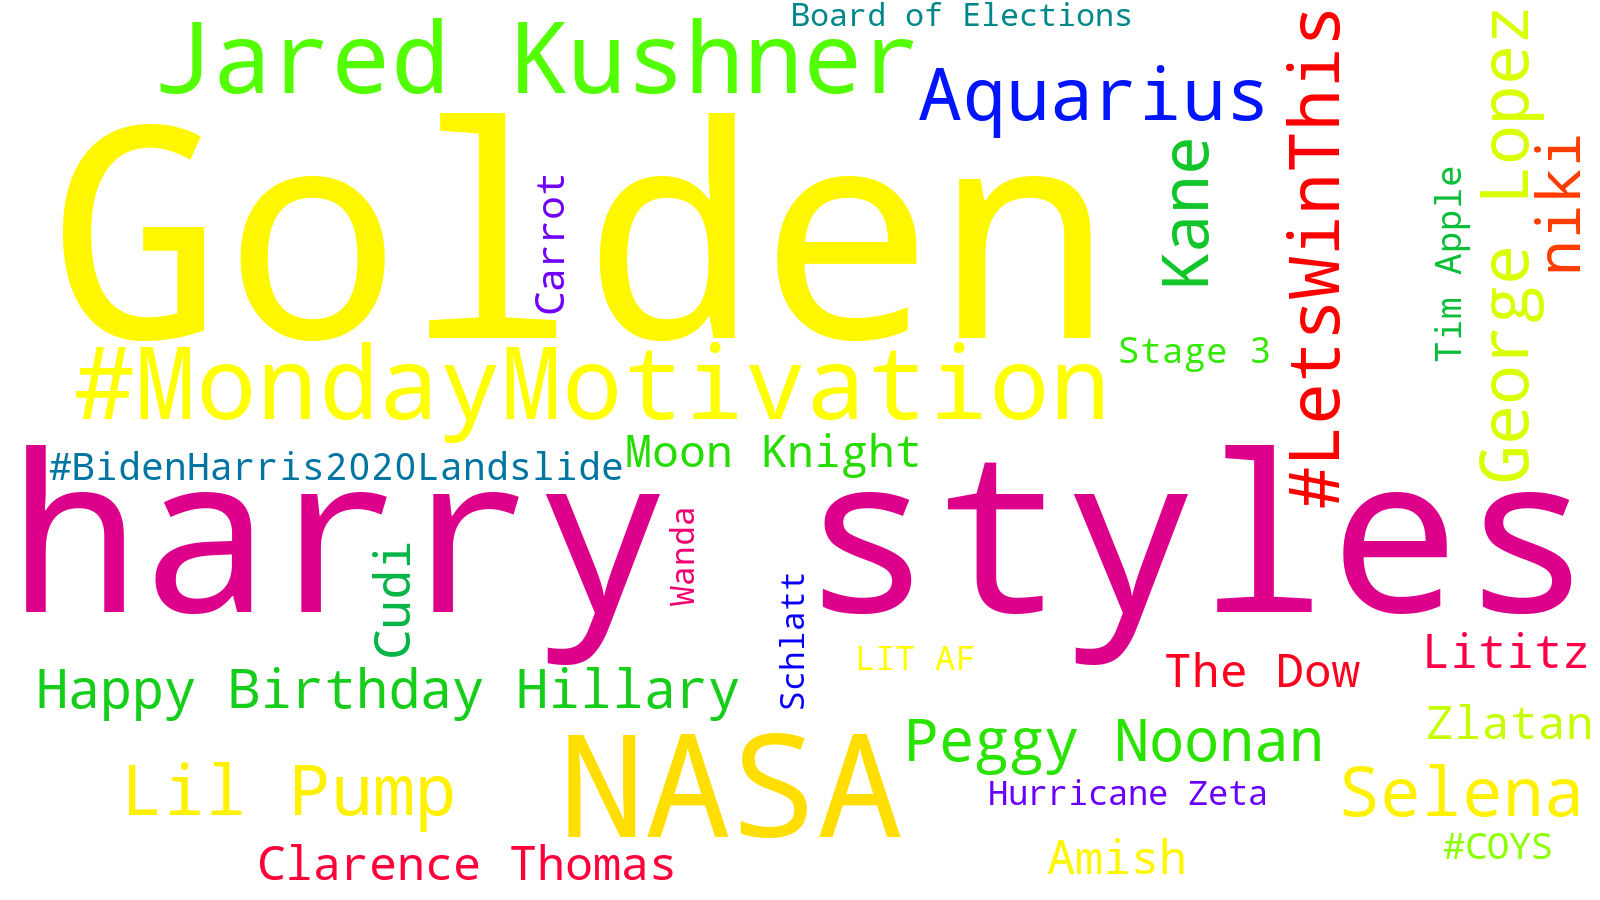 Board of Elections
Jared Kushner
Aquarius
#LetsWinThis
George Lopez
niki
Tim Apple
Kane
Golden
Carrot
Stage 3
#MondayMotivation
Moon Knight
#BidenHarris2020Landslide
harry styles
Wanda
Cudi
Schlatt
LIT AF
The Dow
Lititz
Happy Birthday Hillary
Peggy Noonan
Zlatan
NASA
Lil Pump
Hurricane Zeta
Selena
#COYS
Clarence Thomas
Amish